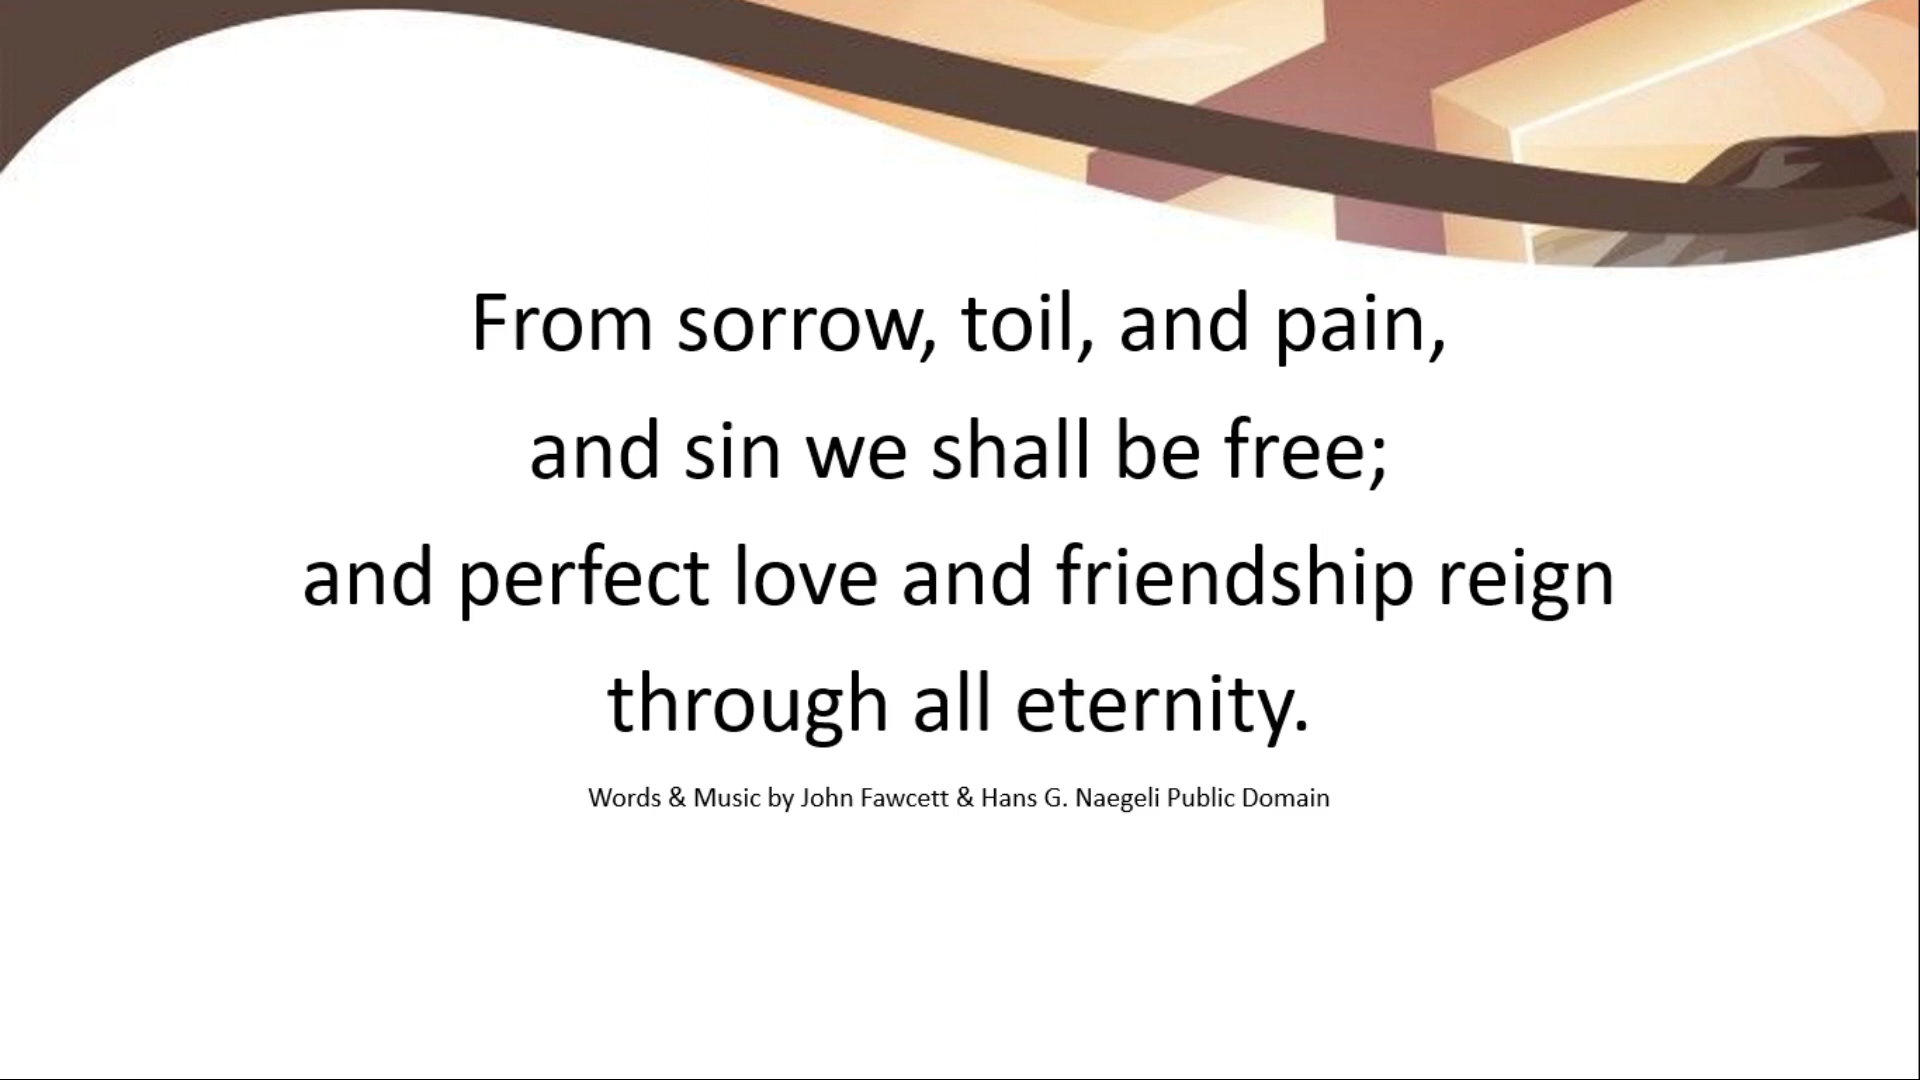 From sorrow, toil, and pain,
and sin we shall be free;
and perfect love and friendship reign
through all eternity.
Words & Music by John Fawcett & Hans G. Naegeli Public Domain